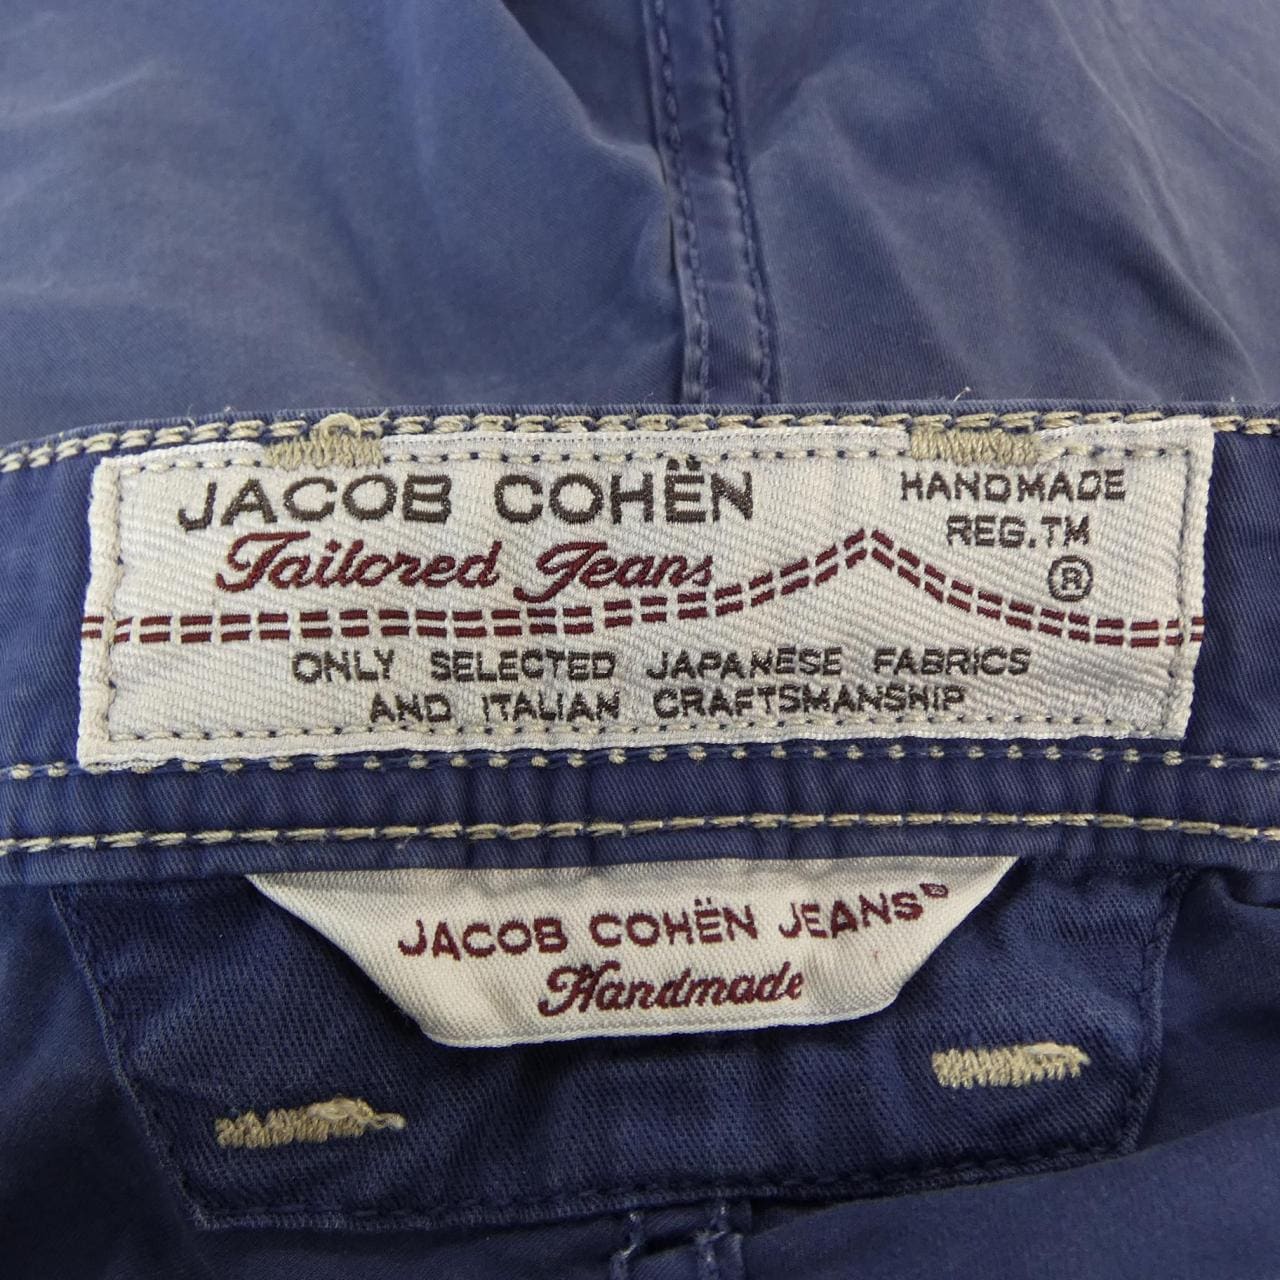 JACOB COHËN
HANDMADE
REG.TM
®
Tailored Jeans
ONLY SELECTED JAPANESE FABRICS
AND ITALIAN CRAFTSMANSHIP
JACOB COHËN JEANS®
Handmade